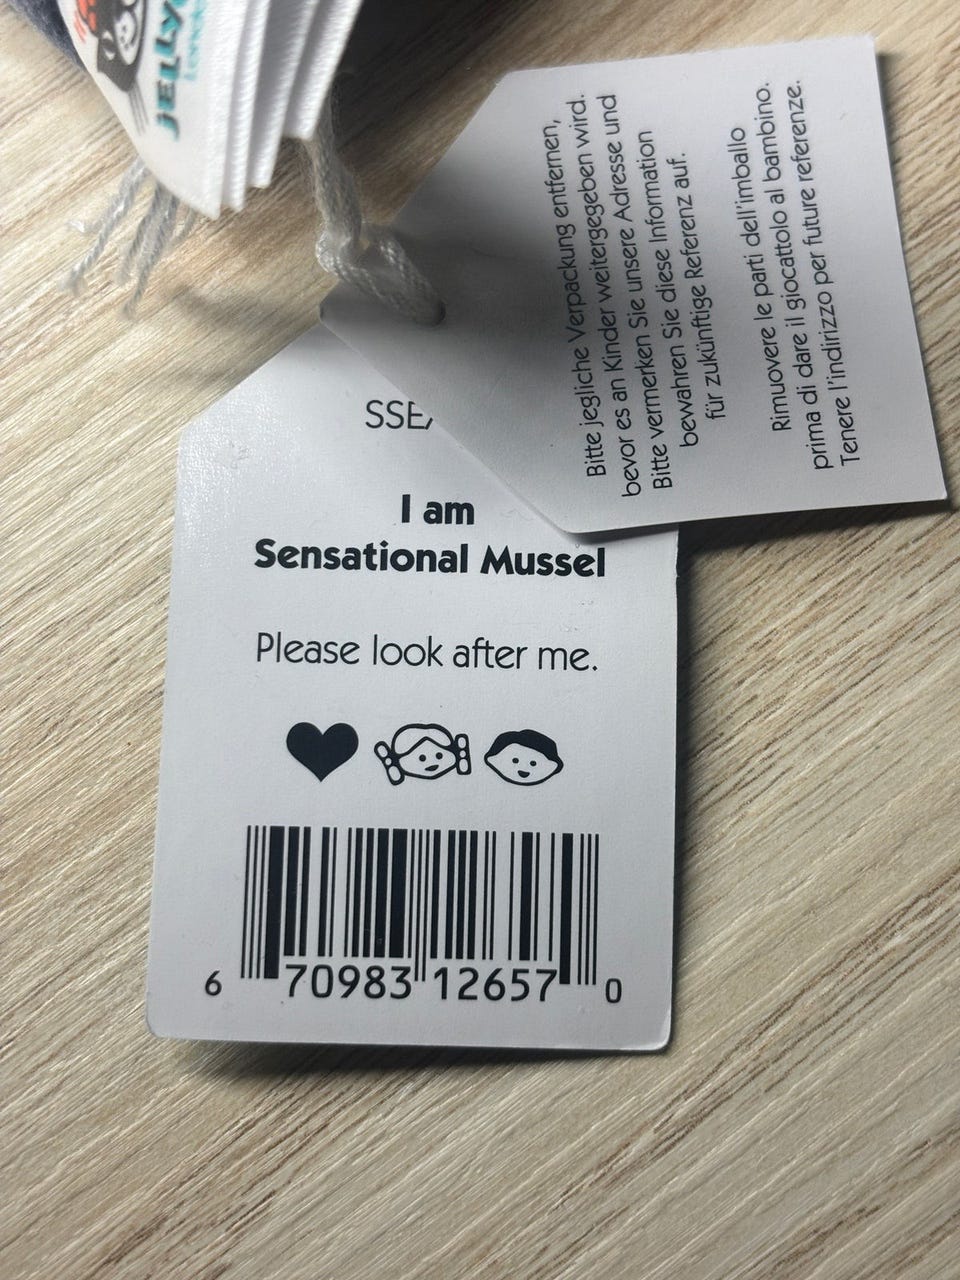 JELLY
SSE
I am
Sensational Mussel
Please look after me.
6 70983 12657 0
Bitte jegliche Verpackung entfernen,
bevor es an Kinder weitergegeben wird.
Bitte vermerken Sie unsere Adresse und
bewahren Sie diese Information
für zukünftige Referenz auf.
Rimuovere le parti dell'imballo
prima di dare il giocattolo al bambino.
Tenere l'indirizzo per future referenze.